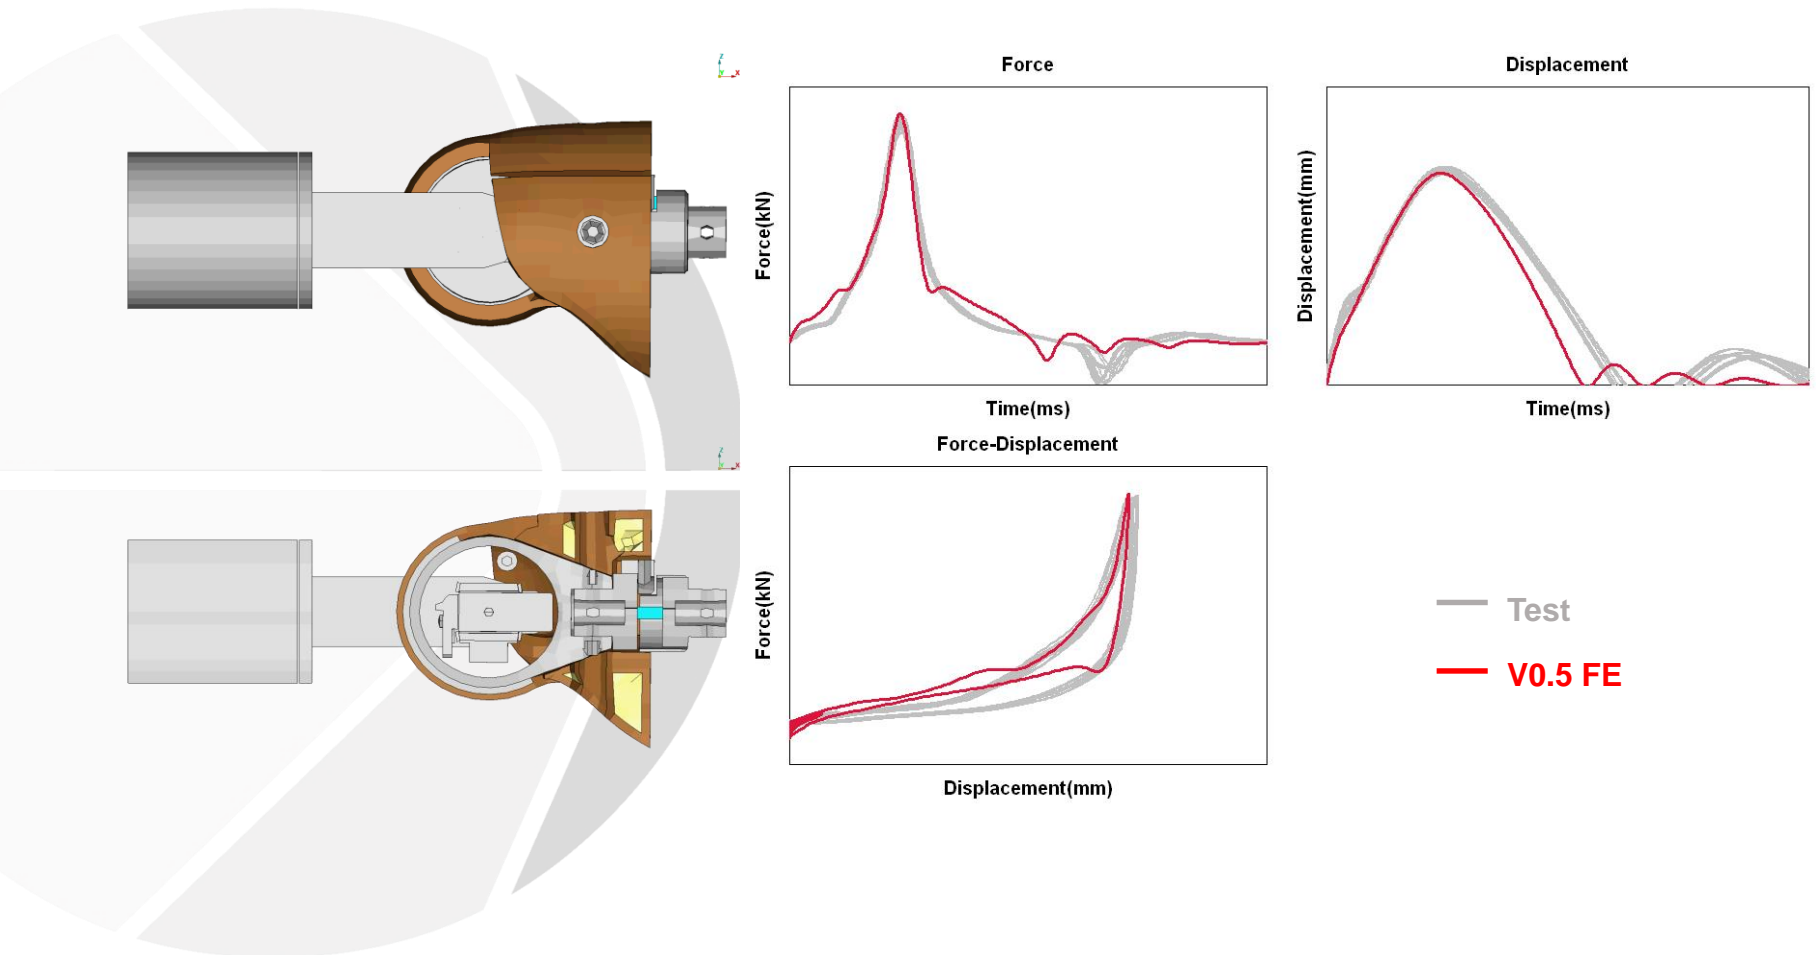 Force
Force(kN)
Time(ms)
Displacement
Displacement(mm)
Time(ms)
Force-Displacement
Force(kN)
Displacement(mm)
Test
V0.5 FE
Z
Y
X
Z
Y
X